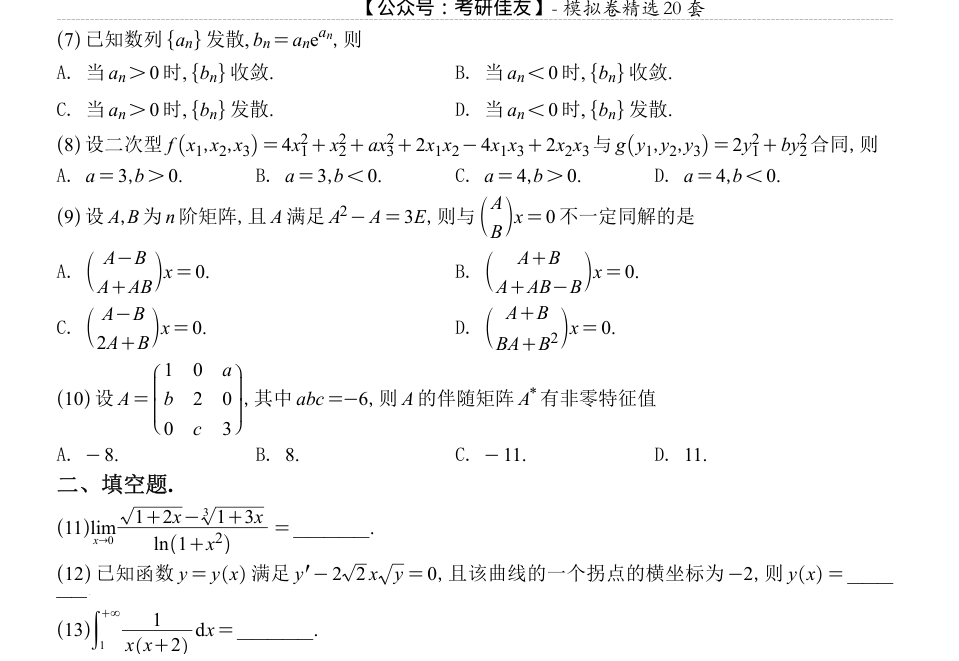 【公众号：考研佳友】- 模拟卷精选 20 套
(7) 已知数列 {aₙ} 发散, bₙ = aₙe^{aₙ}, 则
A. 当 aₙ > 0 时, {bₙ} 收敛. B. 当 aₙ < 0 时, {bₙ} 收敛.
C. 当 aₙ > 0 时, {bₙ} 发散. D. 当 aₙ < 0 时, {bₙ} 发散.
(8) 设二次型 f(x₁,x₂,x₃) = 4x₁² + x₂² + ax₃² + 2x₁x₂ − 4x₁x₃ + 2x₂x₃ 与 g(y₁,y₂,y₃) = 2y₁² + by₂² 合同, 则
A. a = 3, b > 0. B. a = 3, b < 0. C. a = 4, b > 0. D. a = 4, b < 0.
(9) 设 A, B 为 n 阶矩阵, 且 A 满足 A² − A = 3E, 则与 (A; B)x = 0 不一定同解的是
A. (A − B; A + AB)x = 0. B. (A + B; A + AB − B)x = 0.
C. (A − B; 2A + B)x = 0. D. (A + B; BA + B²)x = 0.
(10) 设 A = (1 0 a; b 2 0; 0 c 3), 其中 abc = −6, 则 A 的伴随矩阵 A* 有非零特征值
A. − 8. B. 8. C. − 11. D. 11.
二、填空题.
(11) lim_{x→0} (√(1+2x) − ∛(1+3x)) / ln(1+x²) = ________.
(12) 已知函数 y = y(x) 满足 y′ − 2√2 x√y = 0, 且该曲线的一个拐点的横坐标为 −2, 则 y(x) = _____
___
(13) ∫₁^{+∞} 1/(x(x+2)) dx = ________.